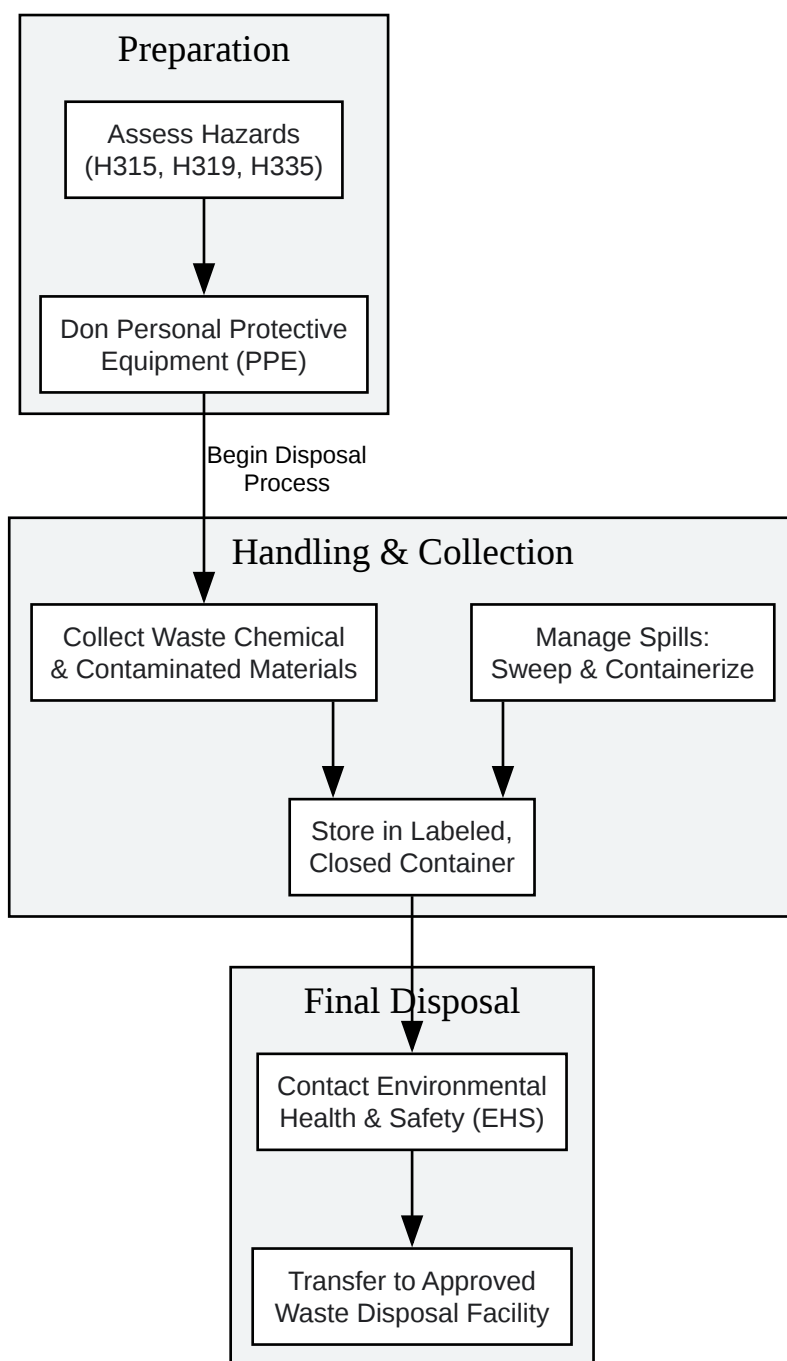 Preparation
Assess Hazards
(H315, H319, H335)
Don Personal Protective
Equipment (PPE)
Begin Disposal
Process
Handling & Collection
Collect Waste Chemical
& Contaminated Materials
Manage Spills:
Sweep & Containerize
Store in Labeled,
Closed Container
Final Disposal
Contact Environmental
Health & Safety (EHS)
Transfer to Approved
Waste Disposal Facility